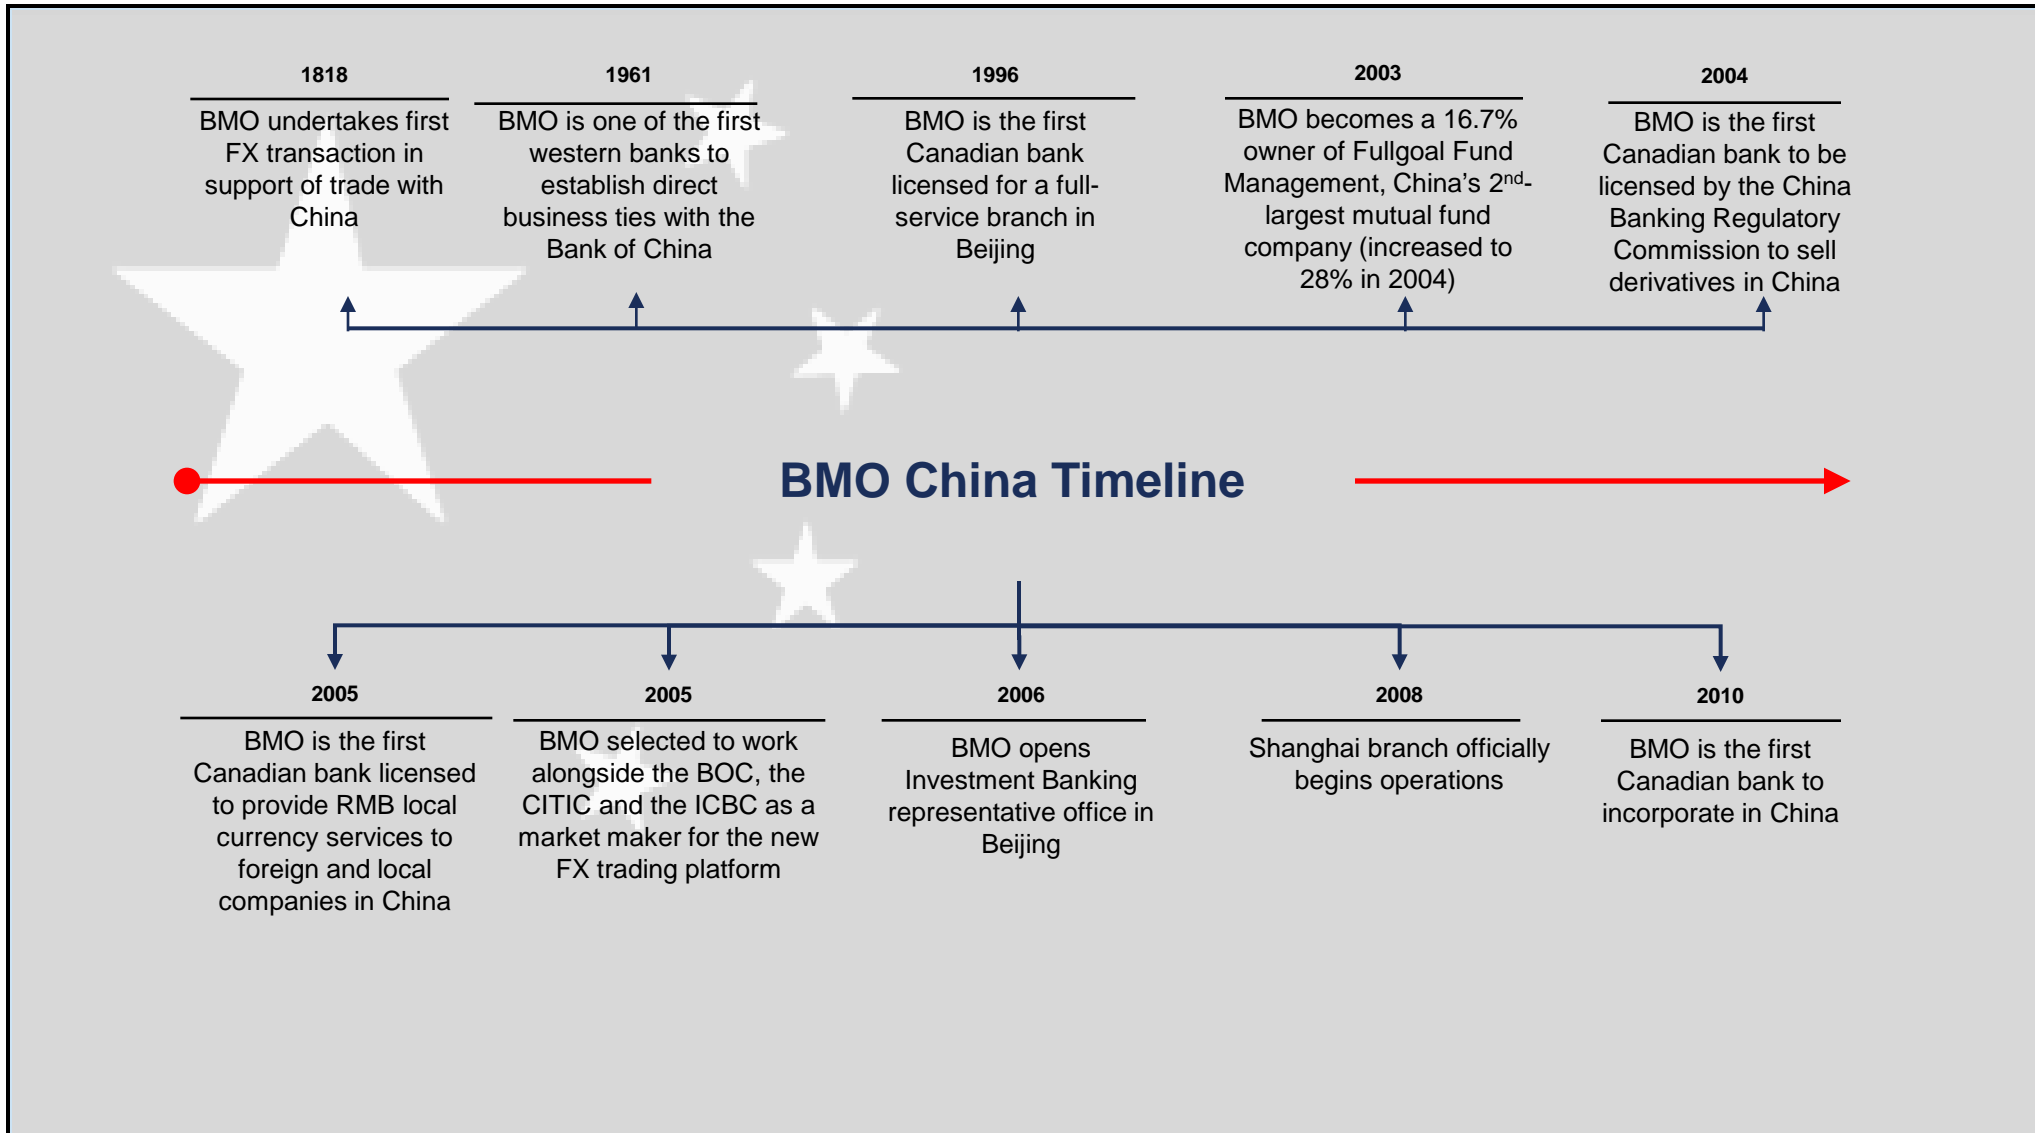 1818
BMO undertakes first
FX transaction in
support of trade with
China
1961
BMO is one of the first
western banks to
establish direct
business ties with the
Bank of China
1996
BMO is the first
Canadian bank
licensed for a full-
service branch in
Beijing
2003
BMO becomes a 16.7%
owner of Fullgoal Fund
Management, China’s 2nd-
largest mutual fund
company (increased to
28% in 2004)
2004
BMO is the first
Canadian bank to be
licensed by the China
Banking Regulatory
Commission to sell
derivatives in China
BMO China Timeline
2005
BMO is the first
Canadian bank licensed
to provide RMB local
currency services to
foreign and local
companies in China
2005
BMO selected to work
alongside the BOC, the
CITIC and the ICBC as a
market maker for the new
FX trading platform
2006
BMO opens
Investment Banking
representative office in
Beijing
2008
Shanghai branch officially
begins operations
2010
BMO is the first
Canadian bank to
incorporate in China